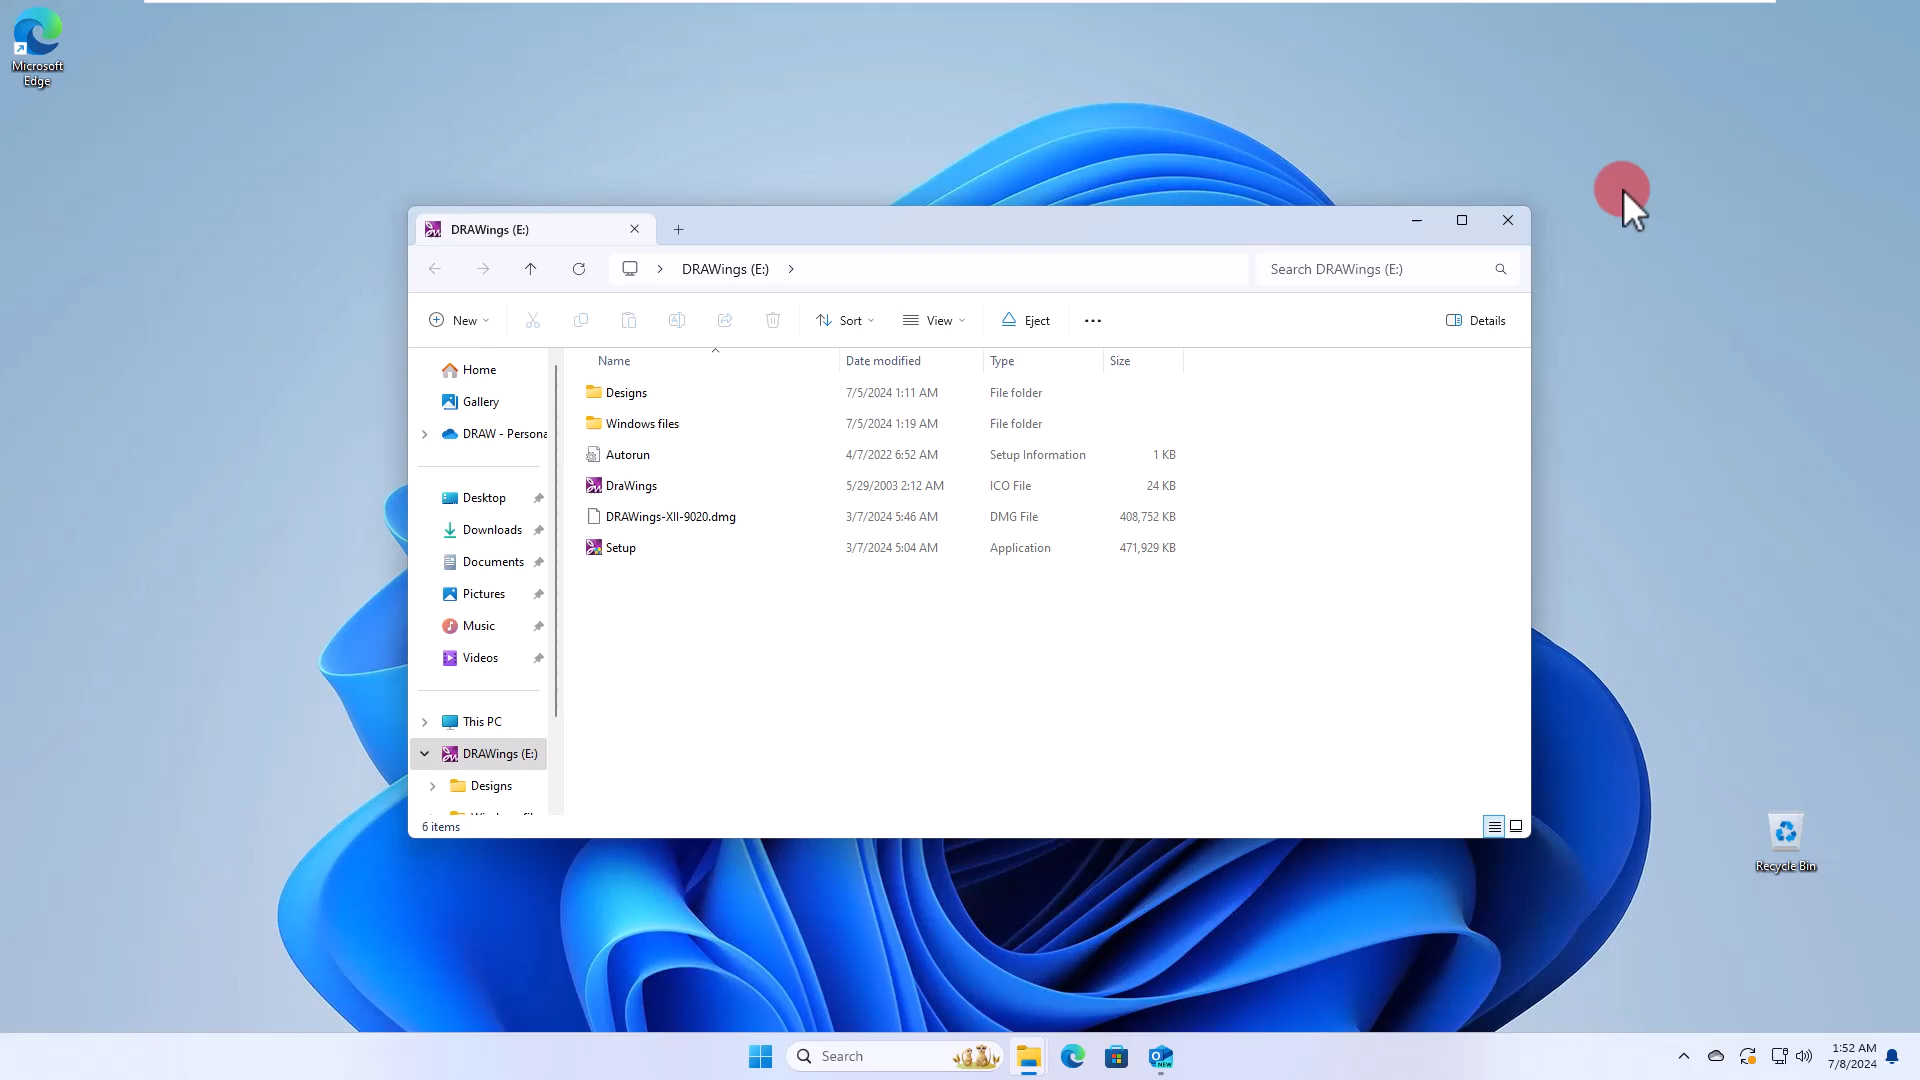 Microsoft
Edge
DRAWings (E:)
DRAWings (E:)
Search DRAWings (E:)
New
Sort
View
Eject
Details
Home
Gallery
DRAW - Persona
Desktop
Downloads
Documents
Pictures
Music
Videos
This PC
DRAWings (E:)
Designs
Name Date modified Type Size
Designs 7/5/2024 1:11 AM File folder
Windows files 7/5/2024 1:19 AM File folder
Autorun 4/7/2022 6:52 AM Setup Information 1 KB
DraWings 5/29/2003 2:12 AM ICO File 24 KB
DRAWings-XII-9020.dmg 3/7/2024 5:46 AM DMG File 408,752 KB
Setup 3/7/2024 5:04 AM Application 471,929 KB
6 items
Recycle Bin
Search
NEW
1:52 AM
7/8/2024